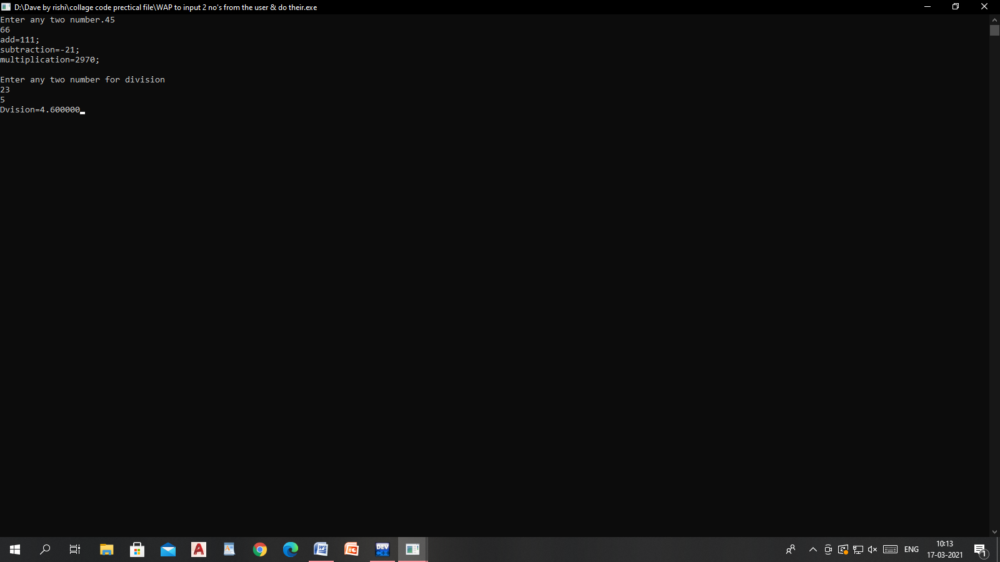 D:\Dave by rishi\collage code prectical file\WAP to input 2 no's from the user & do their.exe
Enter any two number.45
66
add=111;
subtraction=-21;
multiplication=2970;
Enter any two number for division
23
5
Dvision=4.600000
DEV
ENG
10:13
17-03-2021
1